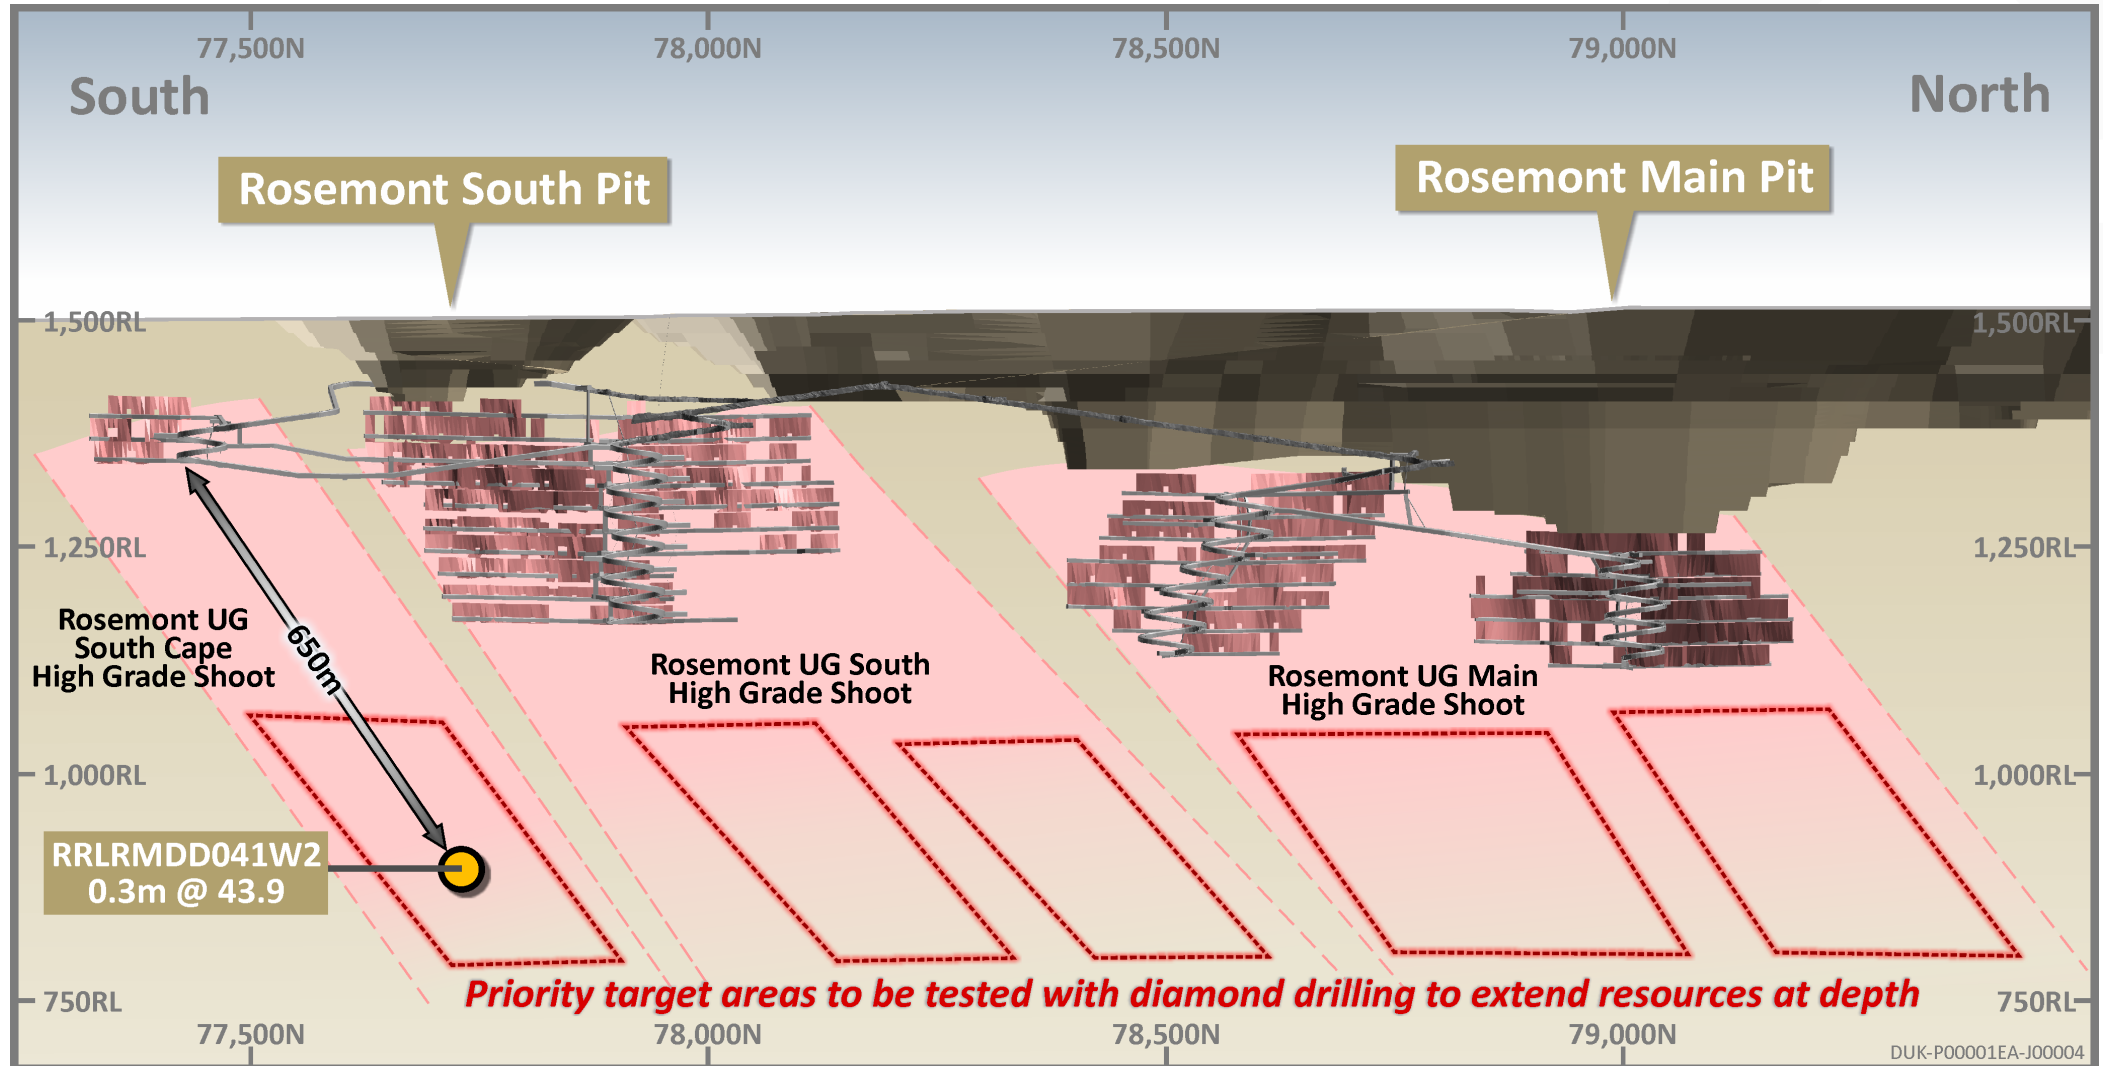 77,500N
78,000N
78,500N
79,000N
South
North
Rosemont South Pit
Rosemont Main Pit
1,500RL
1,500RL
1,250RL
1,250RL
Rosemont UG
South Cape
High Grade Shoot
650m
Rosemont UG South
High Grade Shoot
Rosemont UG Main
High Grade Shoot
1,000RL
1,000RL
RRLRMDD041W2
0.3m @ 43.9
Priority target areas to be tested with diamond drilling to extend resources at depth
750RL
750RL
77,500N
78,000N
78,500N
79,000N
DUK-P00001EA-J00004